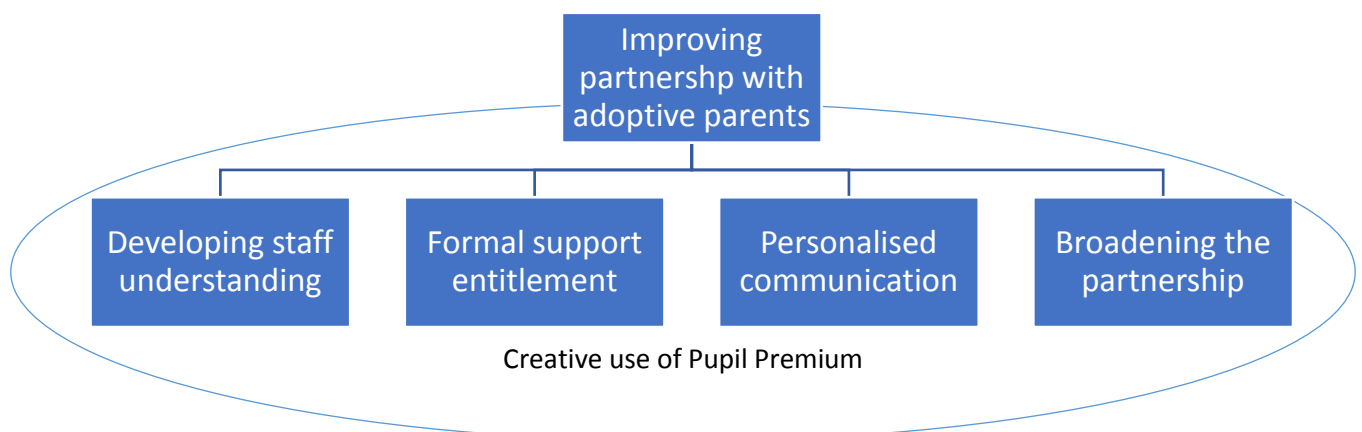 Improving
partnershp with
adoptive parents
Developing staff
understanding
Formal support
entitlement
Personalised
communication
Broadening the
partnership
Creative use of Pupil Premium